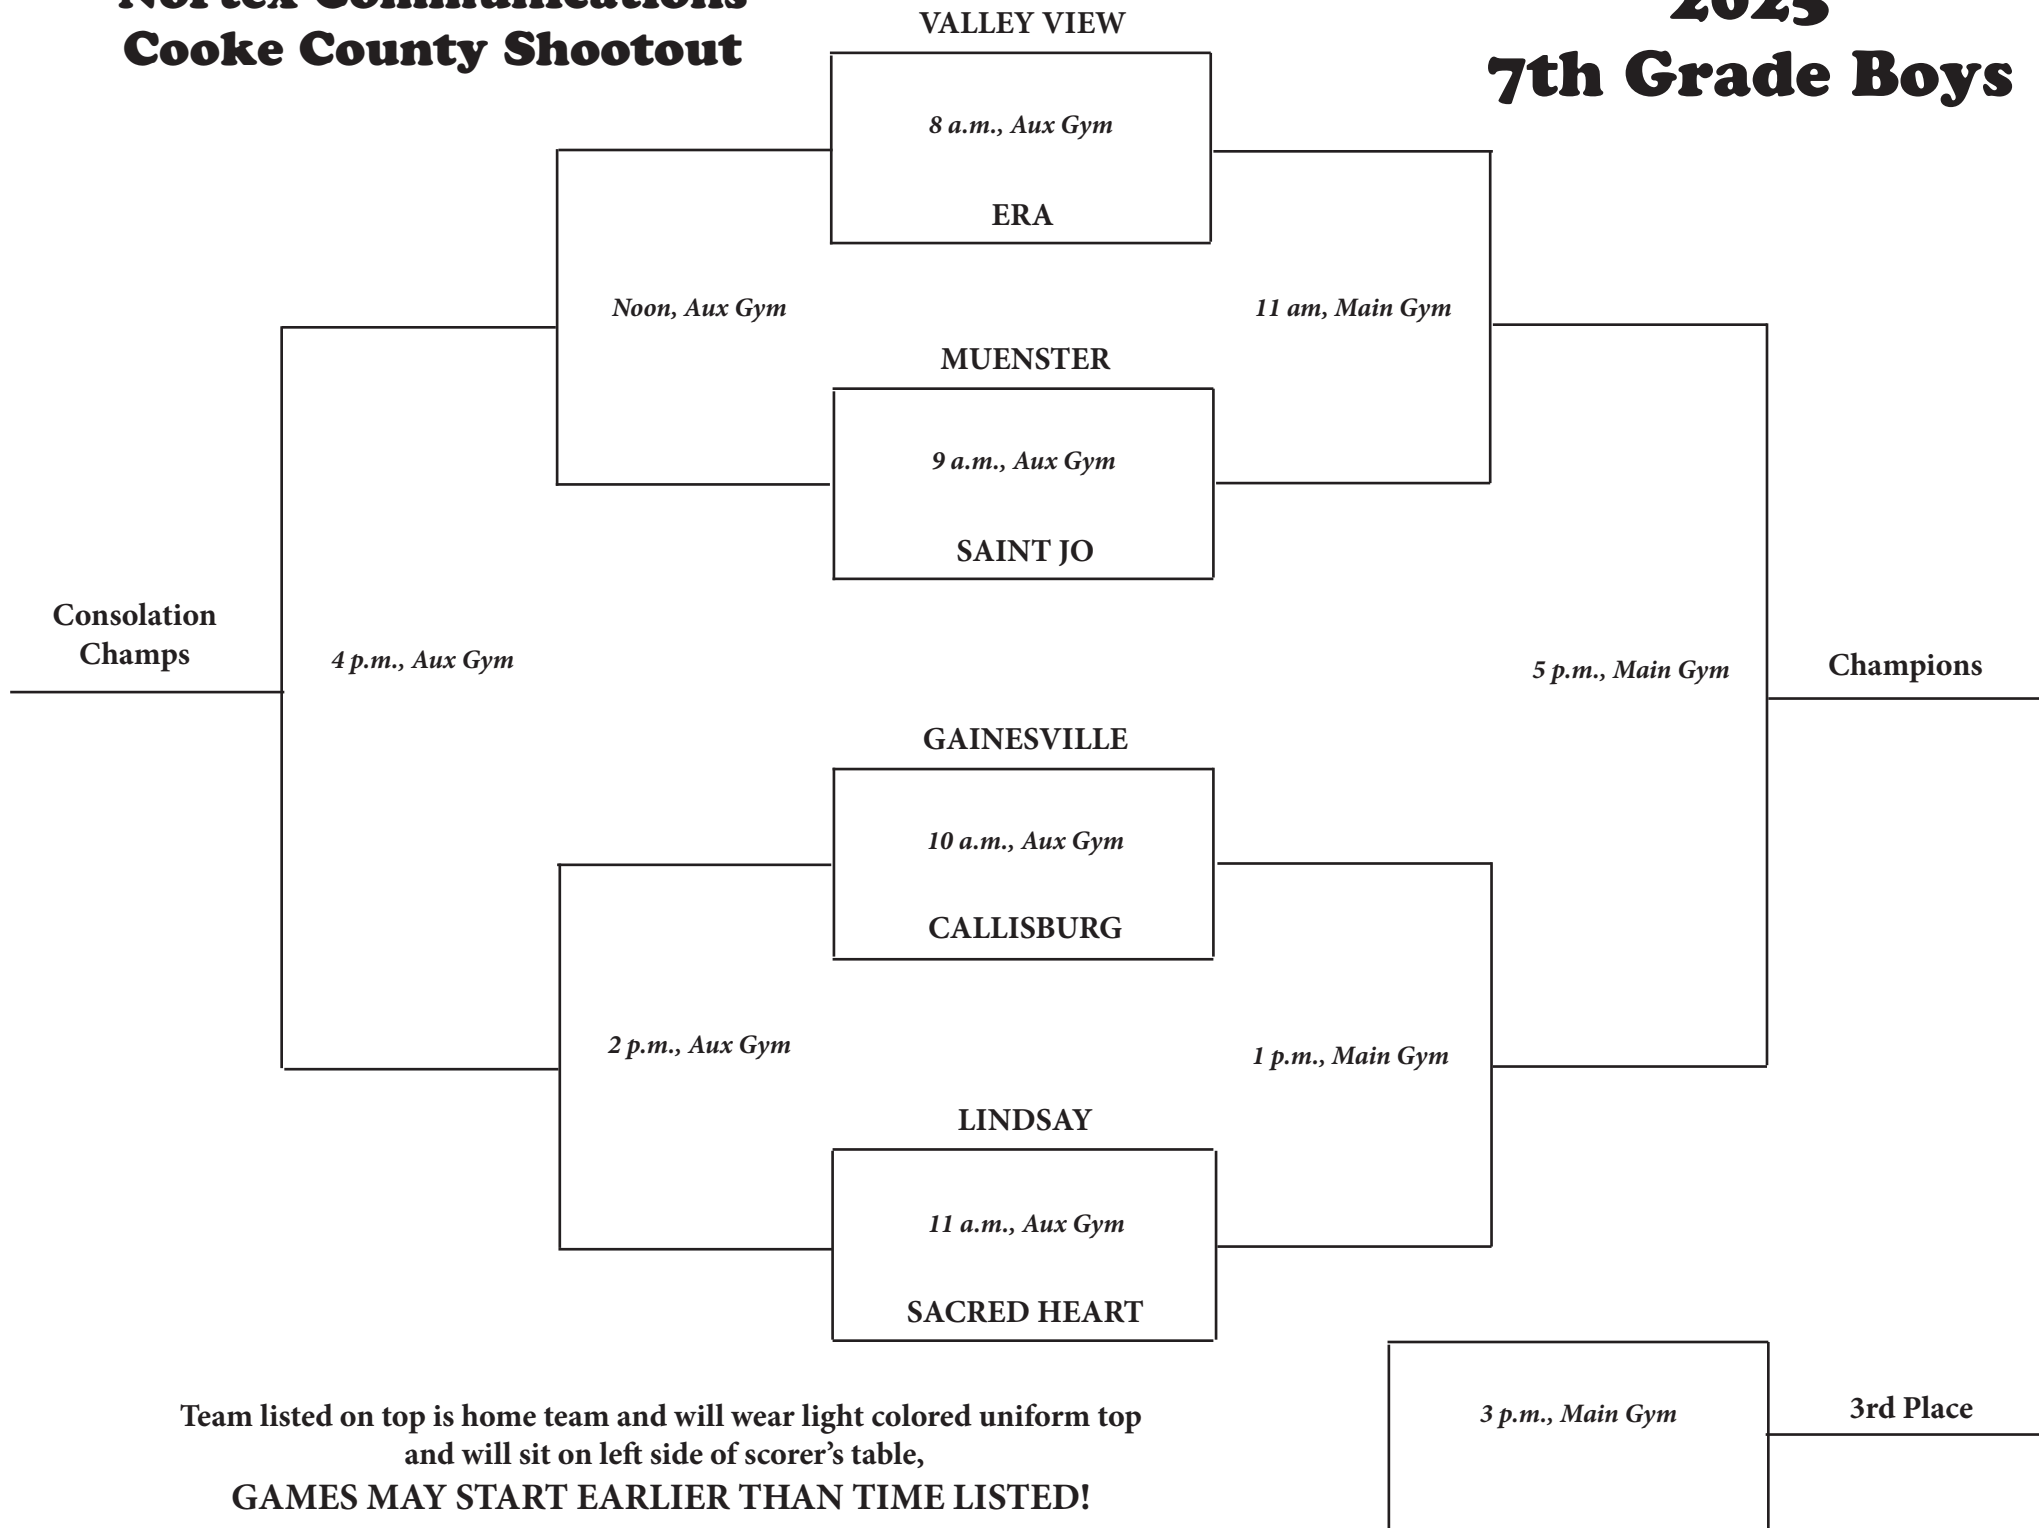 Nortex Communications
Cooke County Shootout
2025
7th Grade Boys
VALLEY VIEW
8 a.m., Aux Gym
ERA
Noon, Aux Gym
11 am, Main Gym
MUENSTER
9 a.m., Aux Gym
SAINT JO
Consolation
Champs
4 p.m., Aux Gym
5 p.m., Main Gym
Champions
GAINESVILLE
10 a.m., Aux Gym
CALLISBURG
2 p.m., Aux Gym
1 p.m., Main Gym
LINDSAY
11 a.m., Aux Gym
SACRED HEART
3 p.m., Main Gym
3rd Place
Team listed on top is home team and will wear light colored uniform top
and will sit on left side of scorer’s table,
GAMES MAY START EARLIER THAN TIME LISTED!